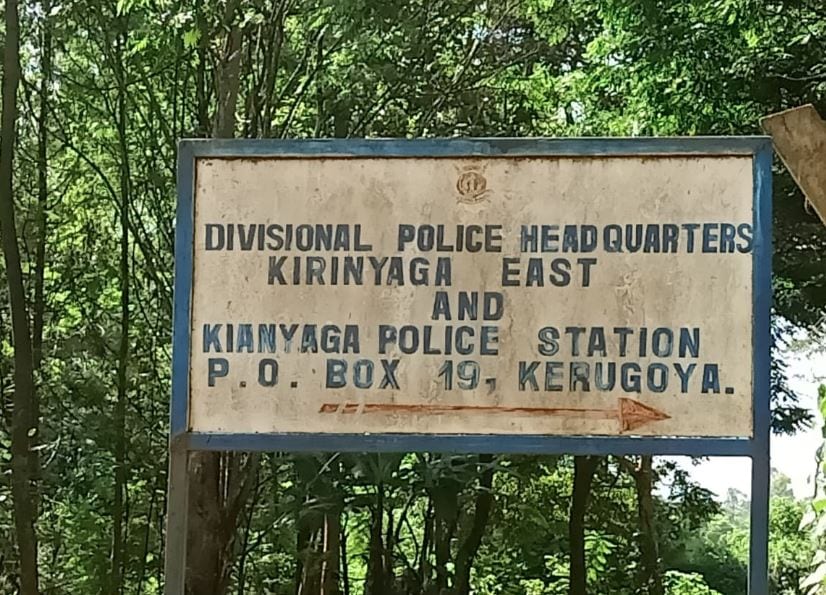 DIVISIONAL POLICE HEADQUARTERS
KIRINYAGA EAST
AND
KIANYAGA POLICE STATION
P.O. BOX 19, KERUGOYA.